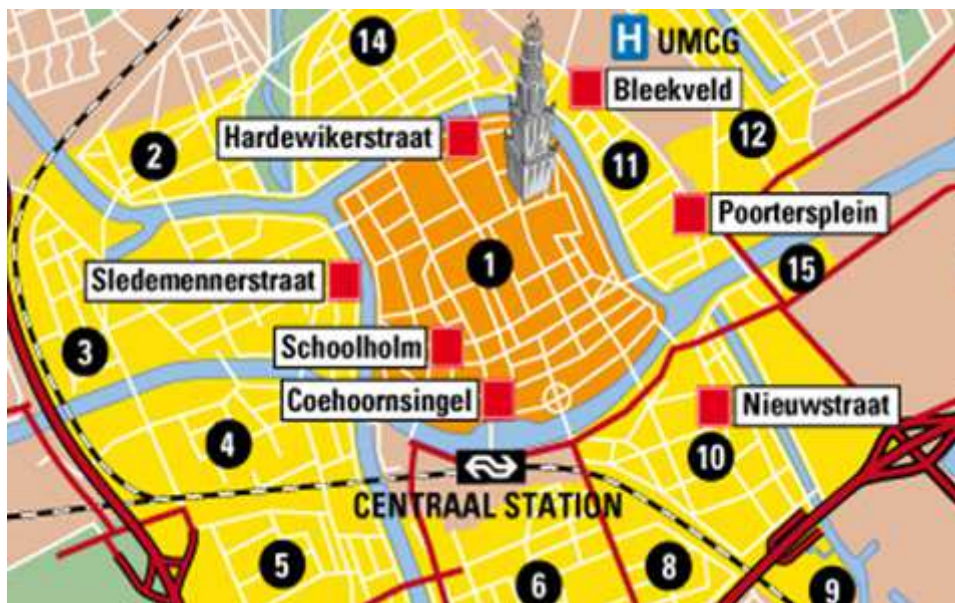 14
H UMCG
Bleekveld
Hardewikerstraat
2
12
11
Poortersplein
1
15
Sledemennerstraat
3
Schoolholm
Coehoornsingel
Nieuwstraat
4
10
CENTRAAL STATION
5
6
8
9